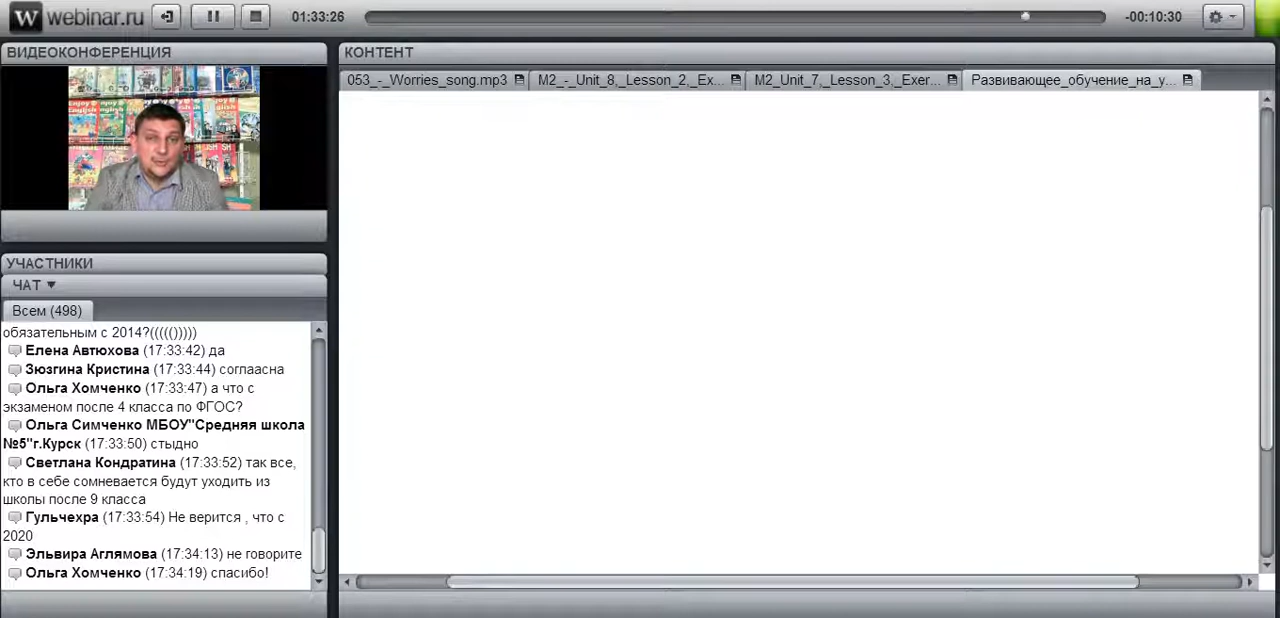 webinar.ru
01:33:26
-00:10:30
ВИДЕОКОНФЕРЕНЦИЯ
КОНТЕНТ
053_-_Worries_song.mp3
M2_-_Unit_8,_Lesson_2,_Ex...
M2_Unit_7,_Lesson_3,_Exer...
Развивающее_обучение_на_у...
УЧАСТНИКИ
ЧАТ ▼
Всем (498)
обязательным с 2014?((((()))))
Елена Автюхова (17:33:42) да
Зюзгина Кристина (17:33:44) соглаасна
Ольга Хомченко (17:33:47) а что с
экзаменом после 4 класса по ФГОС?
Ольга Симченко МБОУ"Средняя школа
№5"г.Курск (17:33:50) стыдно
Светлана Кондратина (17:33:52) так все,
кто в себе сомневается будут уходить из
школы после 9 класса
Гульчехра (17:33:54) Не верится , что с
2020
Эльвира Аглямова (17:34:13) не говорите
Ольга Хомченко (17:34:19) спасибо!